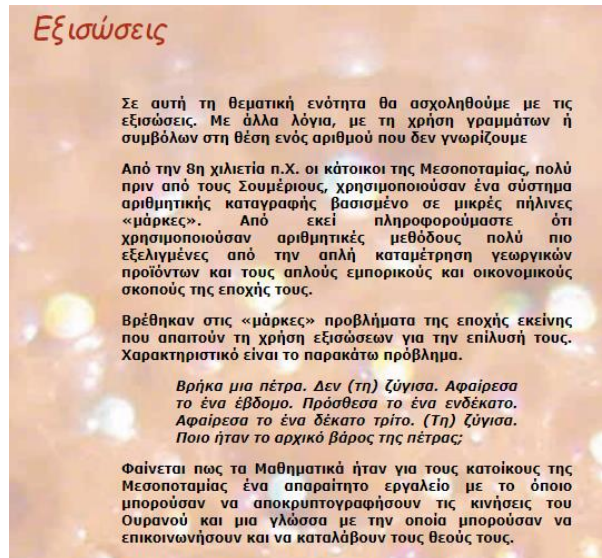 Εξισώσεις
Σε αυτή τη θεματική ενότητα θα ασχοληθούμε με τις
εξισώσεις. Με άλλα λόγια, με τη χρήση γραμμάτων ή
συμβόλων στη θέση ενός αριθμού που δεν γνωρίζουμε
Από την 8η χιλιετία π.Χ. οι κάτοικοι της Μεσοποταμίας, πολύ
πριν από τους Σουμέριους, χρησιμοποιούσαν ένα σύστημα
αριθμητικής καταγραφής βασισμένο σε μικρές πήλινες
«μάρκες». Από εκεί πληροφορούμαστε ότι
χρησιμοποιούσαν αριθμητικές μεθόδους πολύ πιο
εξελιγμένες από την απλή καταμέτρηση γεωργικών
προϊόντων και τους απλούς εμπορικούς και οικονομικούς
σκοπούς της εποχής τους.
Βρέθηκαν στις «μάρκες» προβλήματα της εποχής εκείνης
που απαιτούν τη χρήση εξισώσεων για την επίλυσή τους.
Χαρακτηριστικό είναι το παρακάτω πρόβλημα.
Βρήκα μια πέτρα. Δεν (τη) ζύγισα. Αφαίρεσα
το ένα έβδομο. Πρόσθεσα το ένα ενδέκατο.
Αφαίρεσα το ένα δέκατο τρίτο. (Τη) ζύγισα.
Ποιο ήταν το αρχικό βάρος της πέτρας;
Φαίνεται πως τα Μαθηματικά ήταν για τους κατοίκους της
Μεσοποταμίας ένα απαραίτητο εργαλείο με το όποιο
μπορούσαν να αποκρυπτογραφήσουν τις κινήσεις του
Ουρανού και μια γλώσσα με την οποία μπορούσαν να
επικοινωνήσουν και να καταλάβουν τους θεούς τους.